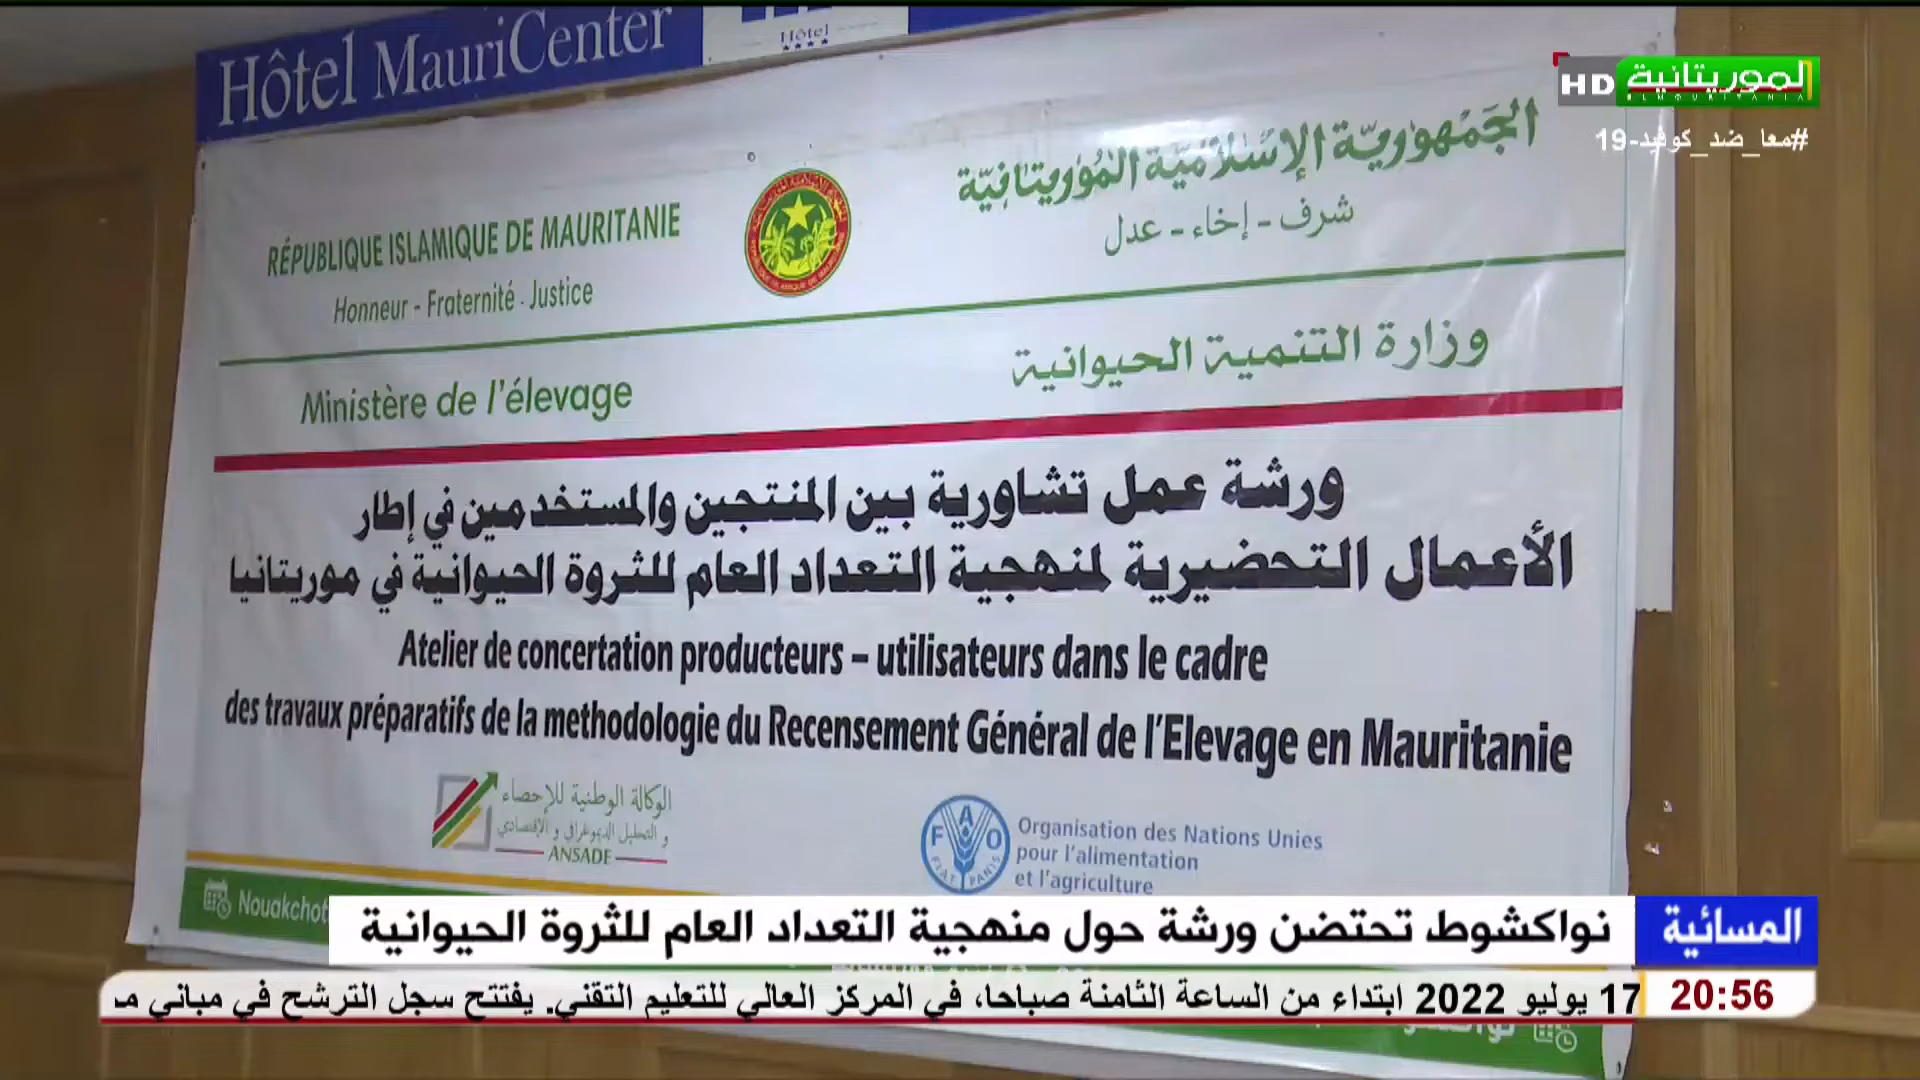 Hôtel MauriCenter
Hôtel
HD الموريتانية
ELMOURITANIA
#معا_ضد_كوفيد-19
الجمهورية الإسلامية الموريتانية
شرف - إخاء - عدل
RÉPUBLIQUE ISLAMIQUE DE MAURITANIE
Honneur - Fraternité - Justice
وزارة التنمية الحيوانية
Ministère de l'élevage
ورشة عمل تشاورية بين المنتجين والمستخدمين في إطار
الأعمال التحضيرية لمنهجية التعداد العام للثروة الحيوانية في موريتانيا
Atelier de concertation producteurs – utilisateurs dans le cadre
des travaux préparatifs de la methodologie du Recensement Général de l'Elevage en Mauritanie
الوكالة الوطنية للإحصاء
و التحليل الديموغرافي و الإقتصادي
ANSADE
FAO
FIAT PANIS
Organisation des Nations Unies
pour l'alimentation
et l'agriculture
Nouakchot
المسائية
نواكشوط تحتضن ورشة حول منهجية التعداد العام للثروة الحيوانية
20:56
17 يوليو 2022 ابتداء من الساعة الثامنة صباحا، في المركز العالي للتعليم التقني. يفتتح سجل الترشح في مباني مـ